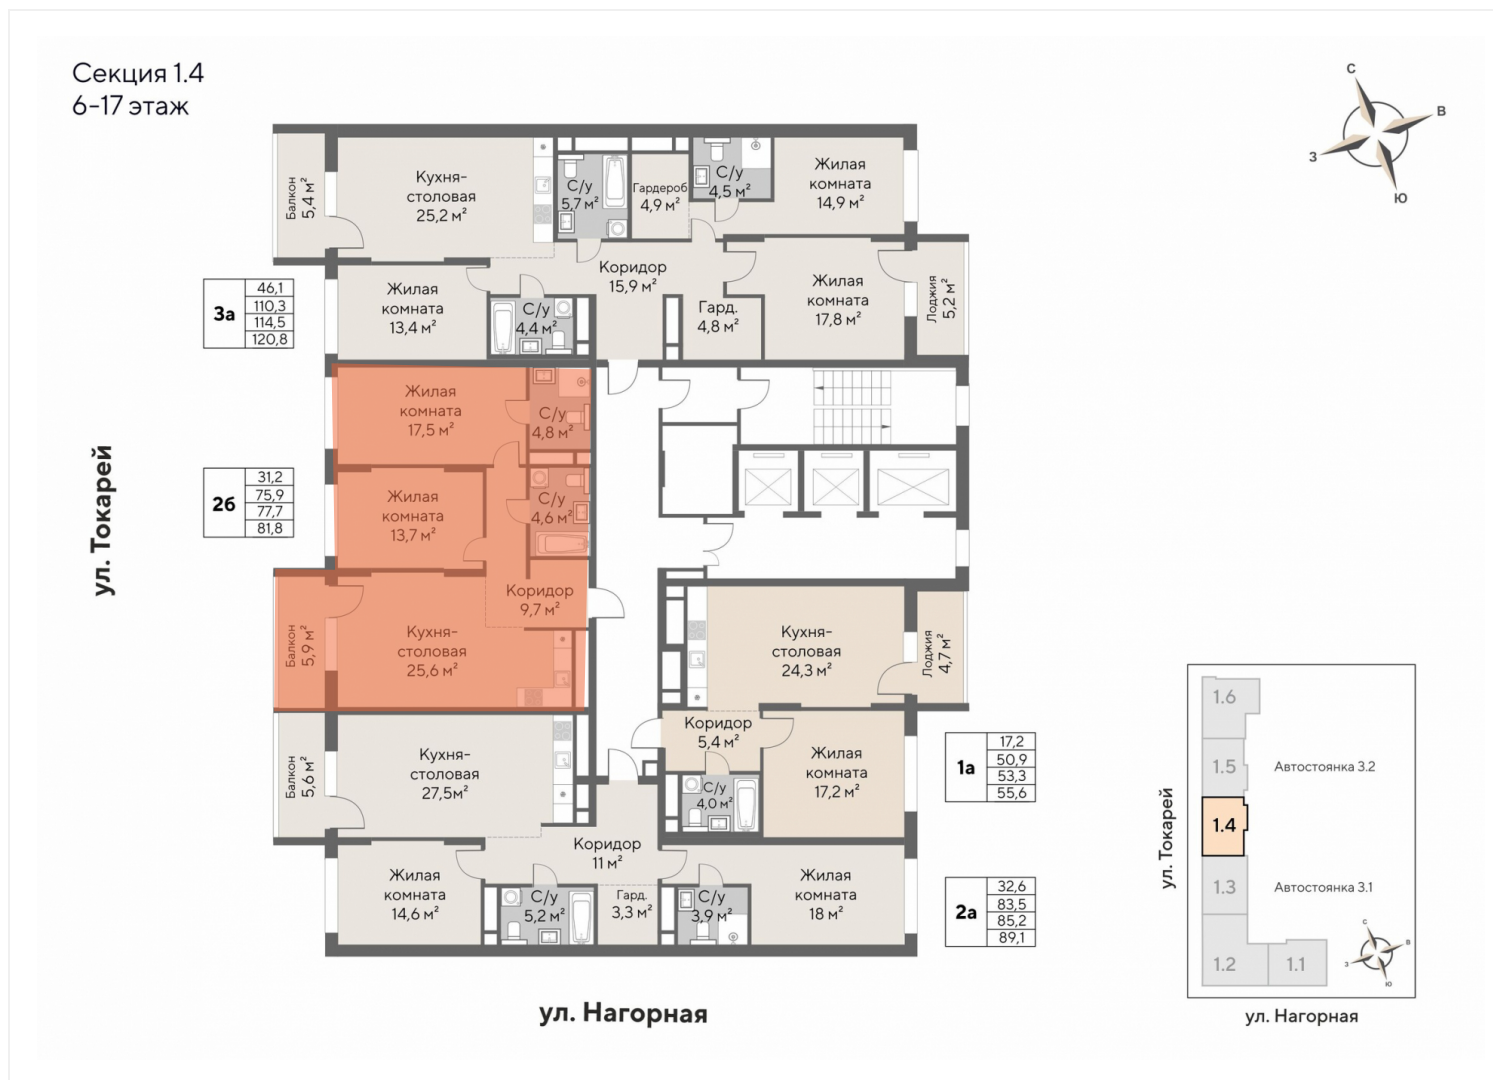 Секция 1.4
6-17 этаж
С
В
З
Ю
Балкон
5,4 м²
Кухня-
столовая
25,2 м²
С/у
5,7 м²
Гардероб
4,9 м²
С/у
4,5 м²
Жилая
комната
14,9 м²
Коридор
15,9 м²
Жилая
комната
17,8 м²
Лоджия
5,2 м²
3а
46,1
110,3
114,5
120,8
Жилая
комната
13,4 м²
С/у
4,4 м²
Гард.
4,8 м²
Жилая
комната
17,5 м²
С/у
4,8 м²
ул. Токарей
2б
31,2
75,9
77,7
81,8
Жилая
комната
13,7 м²
С/у
4,6 м²
Коридор
9,7 м²
Балкон
5,9 м²
Кухня-
столовая
25,6 м²
Кухня-
столовая
24,3 м²
Лоджия
4,7 м²
Коридор
5,4 м²
Балкон
5,6 м²
Кухня-
столовая
27,5м²
С/у
4,0 м²
Жилая
комната
17,2 м²
1а
17,2
50,9
53,3
55,6
Коридор
11 м²
Жилая
комната
14,6 м²
С/у
5,2 м²
Гард.
3,3 м²
С/у
3,9 м²
Жилая
комната
18 м²
2а
32,6
83,5
85,2
89,1
ул. Нагорная
1.6
1.5
Автостоянка 3.2
1.4
ул. Токарей
1.3
Автостоянка 3.1
1.2
1.1
С
В
З
Ю
ул. Нагорная